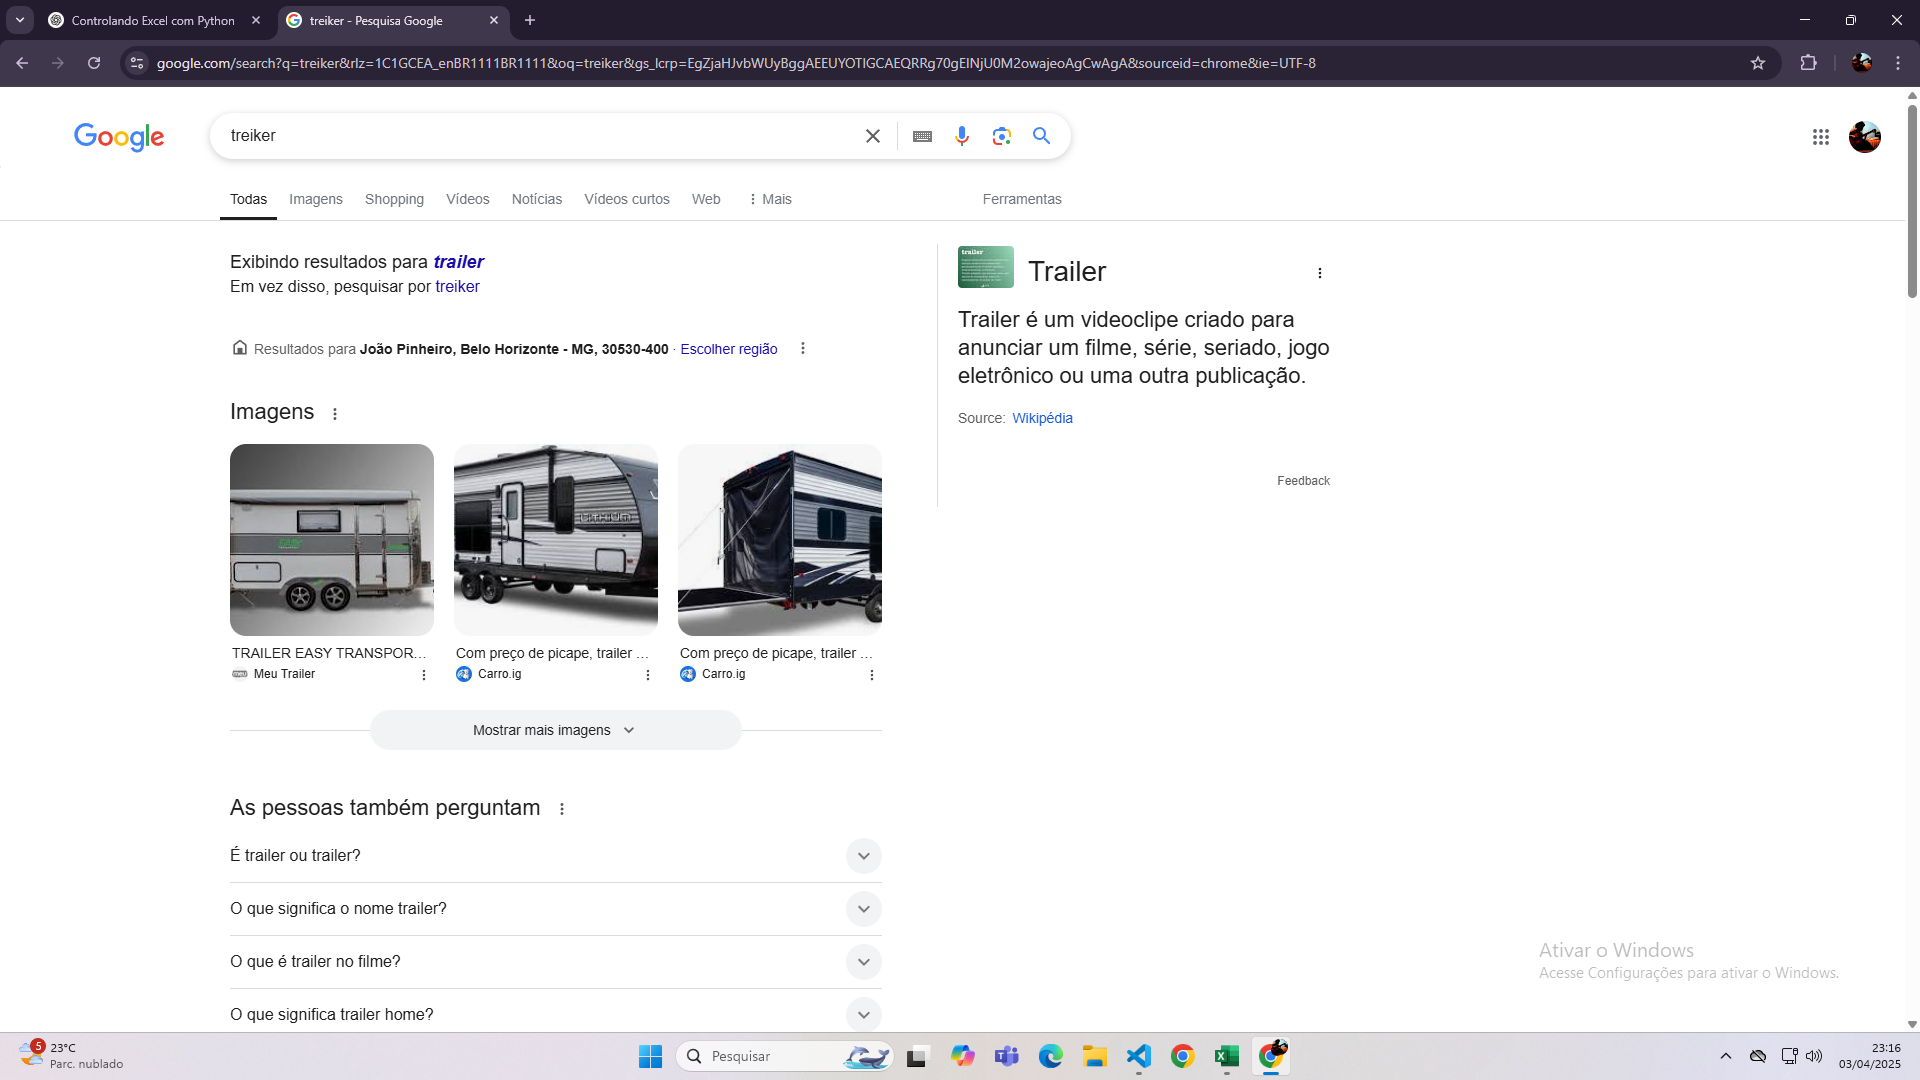 Controlando Excel com Python
treiker - Pesquisa Google
google.com/search?q=treiker&rlz=1C1GCEA_enBR1111BR1111&oq=treiker&gs_lcrp=EgZjaHJvbWUyBggAEEUYOTIGCAEQRRg70gEINjU0M2owajeoAgCwAgA&sourceid=chrome&ie=UTF-8
Google
treiker
Todas
Imagens
Shopping
Vídeos
Notícias
Vídeos curtos
Web
Mais
Ferramentas
Exibindo resultados para trailer
Em vez disso, pesquisar por treiker
Resultados para João Pinheiro, Belo Horizonte - MG, 30530-400 · Escolher região
Imagens
TRAILER EASY TRANSPOR...
Meu Trailer
Com preço de picape, trailer ...
Carro.ig
Com preço de picape, trailer ...
Carro.ig
Mostrar mais imagens
As pessoas também perguntam
É trailer ou trailer?
O que significa o nome trailer?
O que é trailer no filme?
O que significa trailer home?
trailer
Trailer
Trailer é um videoclipe criado para
anunciar um filme, série, seriado, jogo
eletrônico ou uma outra publicação.
Source: Wikipédia
Feedback
Ativar o Windows
Acesse Configurações para ativar o Windows.
5
23°C
Parc. nublado
Pesquisar
23:16
03/04/2025